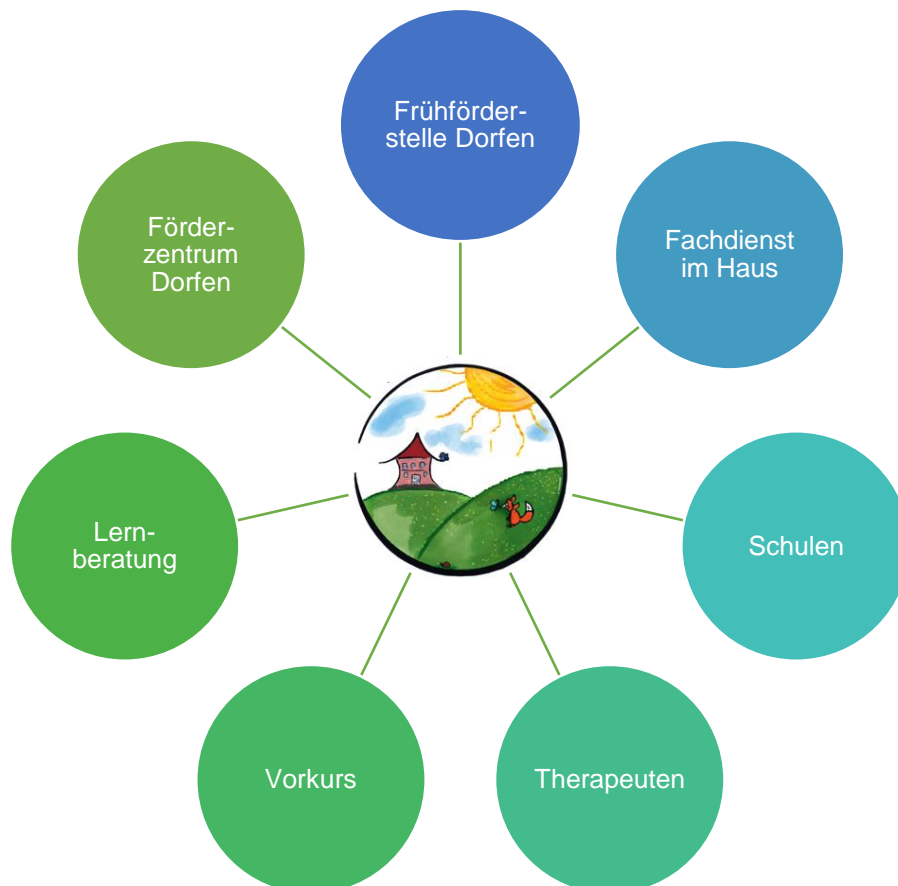 Frühförder-
stelle Dorfen
Fachdienst
im Haus
Schulen
Therapeuten
Vorkurs
Lern-
beratung
Förder-
zentrum
Dorfen